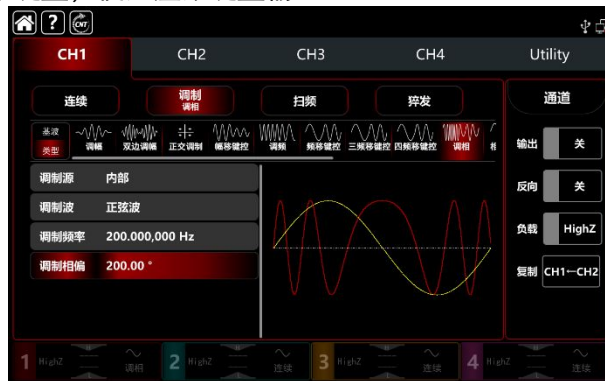 ? CNT
CH1 CH2 CH3 CH4 Utility
连续 调制 调相 扫频 猝发 通道
基波 类型 调幅 双边调幅 正交调制 幅移键控 调频 频移键控 三频移键控 四频移键控 调相
输出 关
调制源 内部
反向 关
调制波 正弦波
负载 HighZ
调制频率 200.000,000 Hz
调制相偏 200.00 °
复制 CH1←CH2
1 HighZ 调相 2 HighZ 连续 3 HighZ 连续 4 HighZ 连续